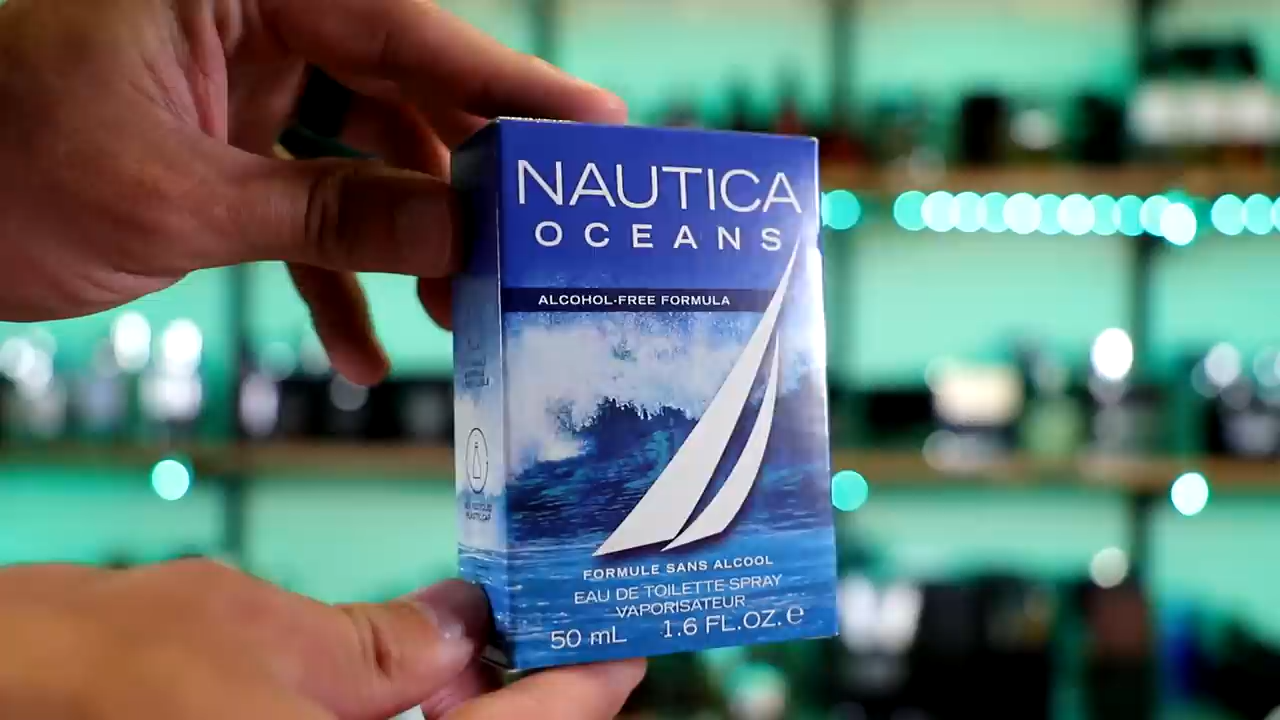 NAUTICA
OCEANS
ALCOHOL-FREE FORMULA
FORMULE SANS ALCOOL
EAU DE TOILETTE SPRAY
VAPORISATEUR
50 mL 1.6 FL.OZ. e